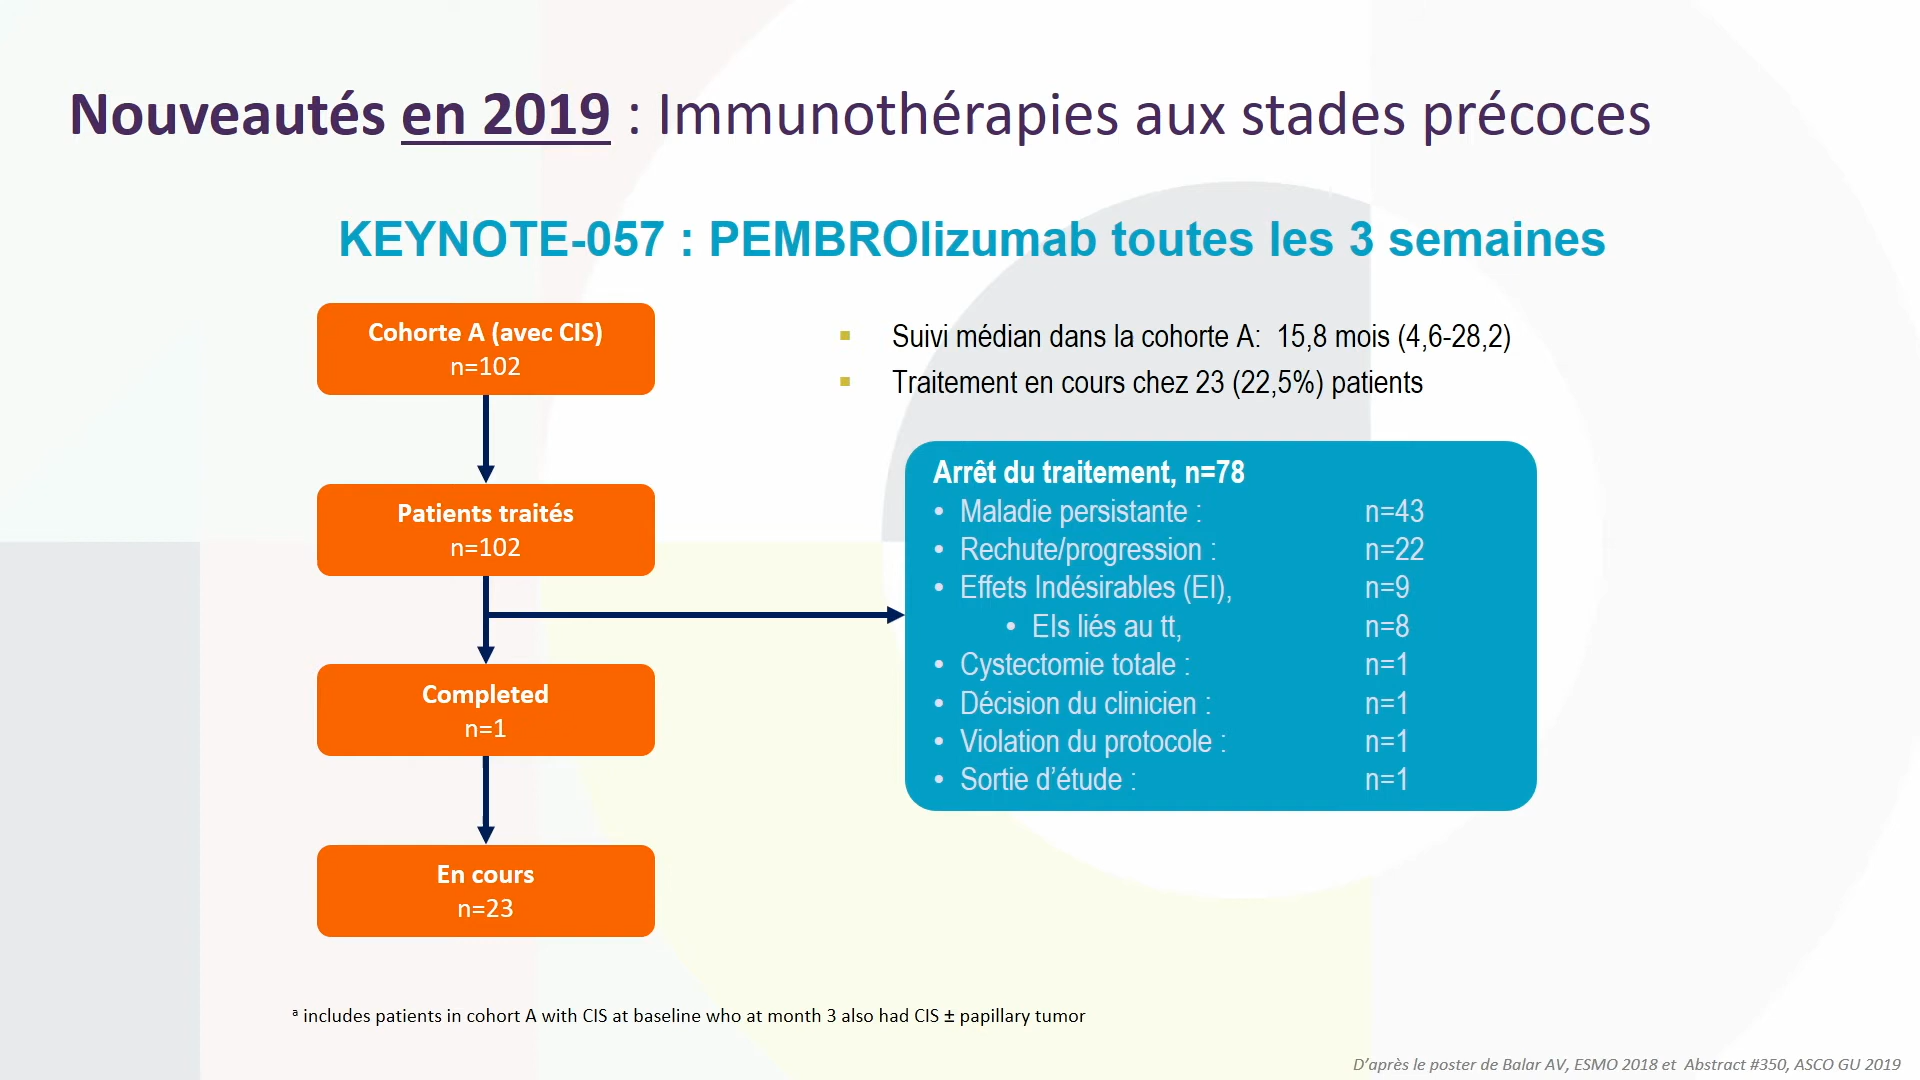 Nouveautés en 2019 : Immunothérapies aux stades précoces
KEYNOTE-057 : PEMBROlizumab toutes les 3 semaines
Cohorte A (avec CIS)
n=102
Patients traités
n=102
Completed
n=1
En cours
n=23
▪ Suivi médian dans la cohorte A: 15,8 mois (4,6-28,2)
▪ Traitement en cours chez 23 (22,5%) patients
Arrêt du traitement, n=78
• Maladie persistante : n=43
• Rechute/progression : n=22
• Effets Indésirables (EI), n=9
• EIs liés au tt, n=8
• Cystectomie totale : n=1
• Décision du clinicien : n=1
• Violation du protocole : n=1
• Sortie d’étude : n=1
ᵃ includes patients in cohort A with CIS at baseline who at month 3 also had CIS ± papillary tumor
D’après le poster de Balar AV, ESMO 2018 et Abstract #350, ASCO GU 2019